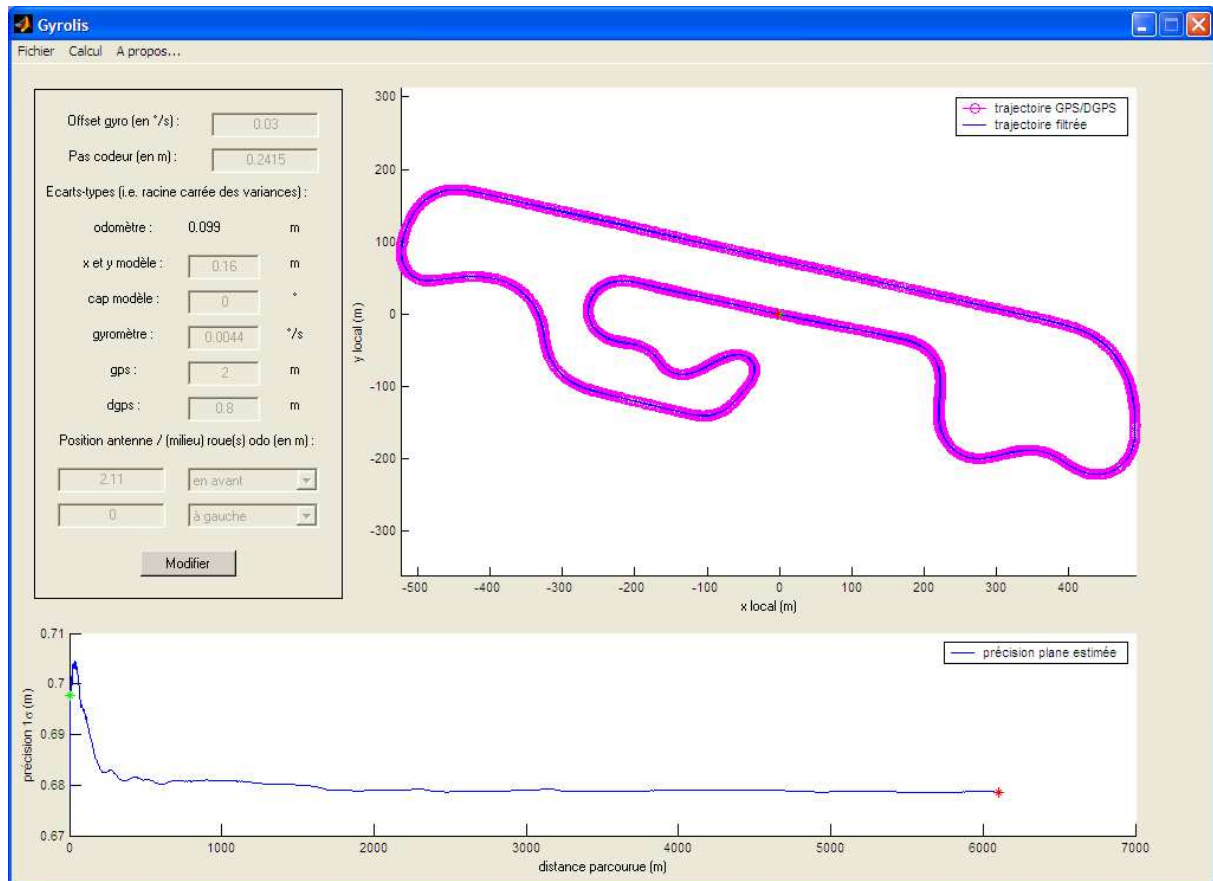 Gyrolis
Fichier Calcul A propos...
Offset gyro (en °/s) : 0.03
Pas codeur (en m) : 0.2415
Ecarts-types (i.e. racine carrée des variances) :
odomètre : 0.099 m
x et y modèle : 0.16 m
cap modèle : 0 °
gyromètre : 0.0044 °/s
gps : 2 m
dgps : 0.8 m
Position antenne / (milieu) roue(s) odo (en m) :
2.11 en avant
0 à gauche
Modifier
trajectoire GPS/DGPS
trajectoire filtrée
300
200
100
0
-100
-200
-300
y local (m)
-500 -400 -300 -200 -100 0 100 200 300 400
x local (m)
précision plane estimée
0.71
0.7
0.69
0.68
0.67
précision 1σ (m)
0 1000 2000 3000 4000 5000 6000 7000
distance parcourue (m)